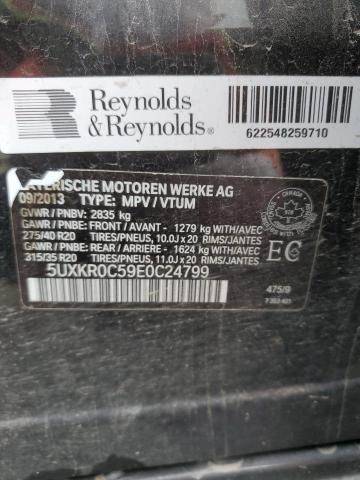 Reynolds
& Reynolds®
622548259710
BAYERISCHE MOTOREN WERKE AG
09/2013 TYPE: MPV / VTUM
GVWR / PNBV: 2835 kg
GAWR / PNBE: FRONT / AVANT - 1279 kg WITH/AVEC
275/40 R20 TIRES/PNEUS, 10.0J x 20 RIMS/JANTES
GAWR / PNBE: REAR / ARRIERE - 1624 kg WITH/AVEC
315/35 R20 TIRES/PNEUS, 11.0J x 20 RIMS/JANTES
EC
5UXKR0C59E0C24799
475/9
CANADA